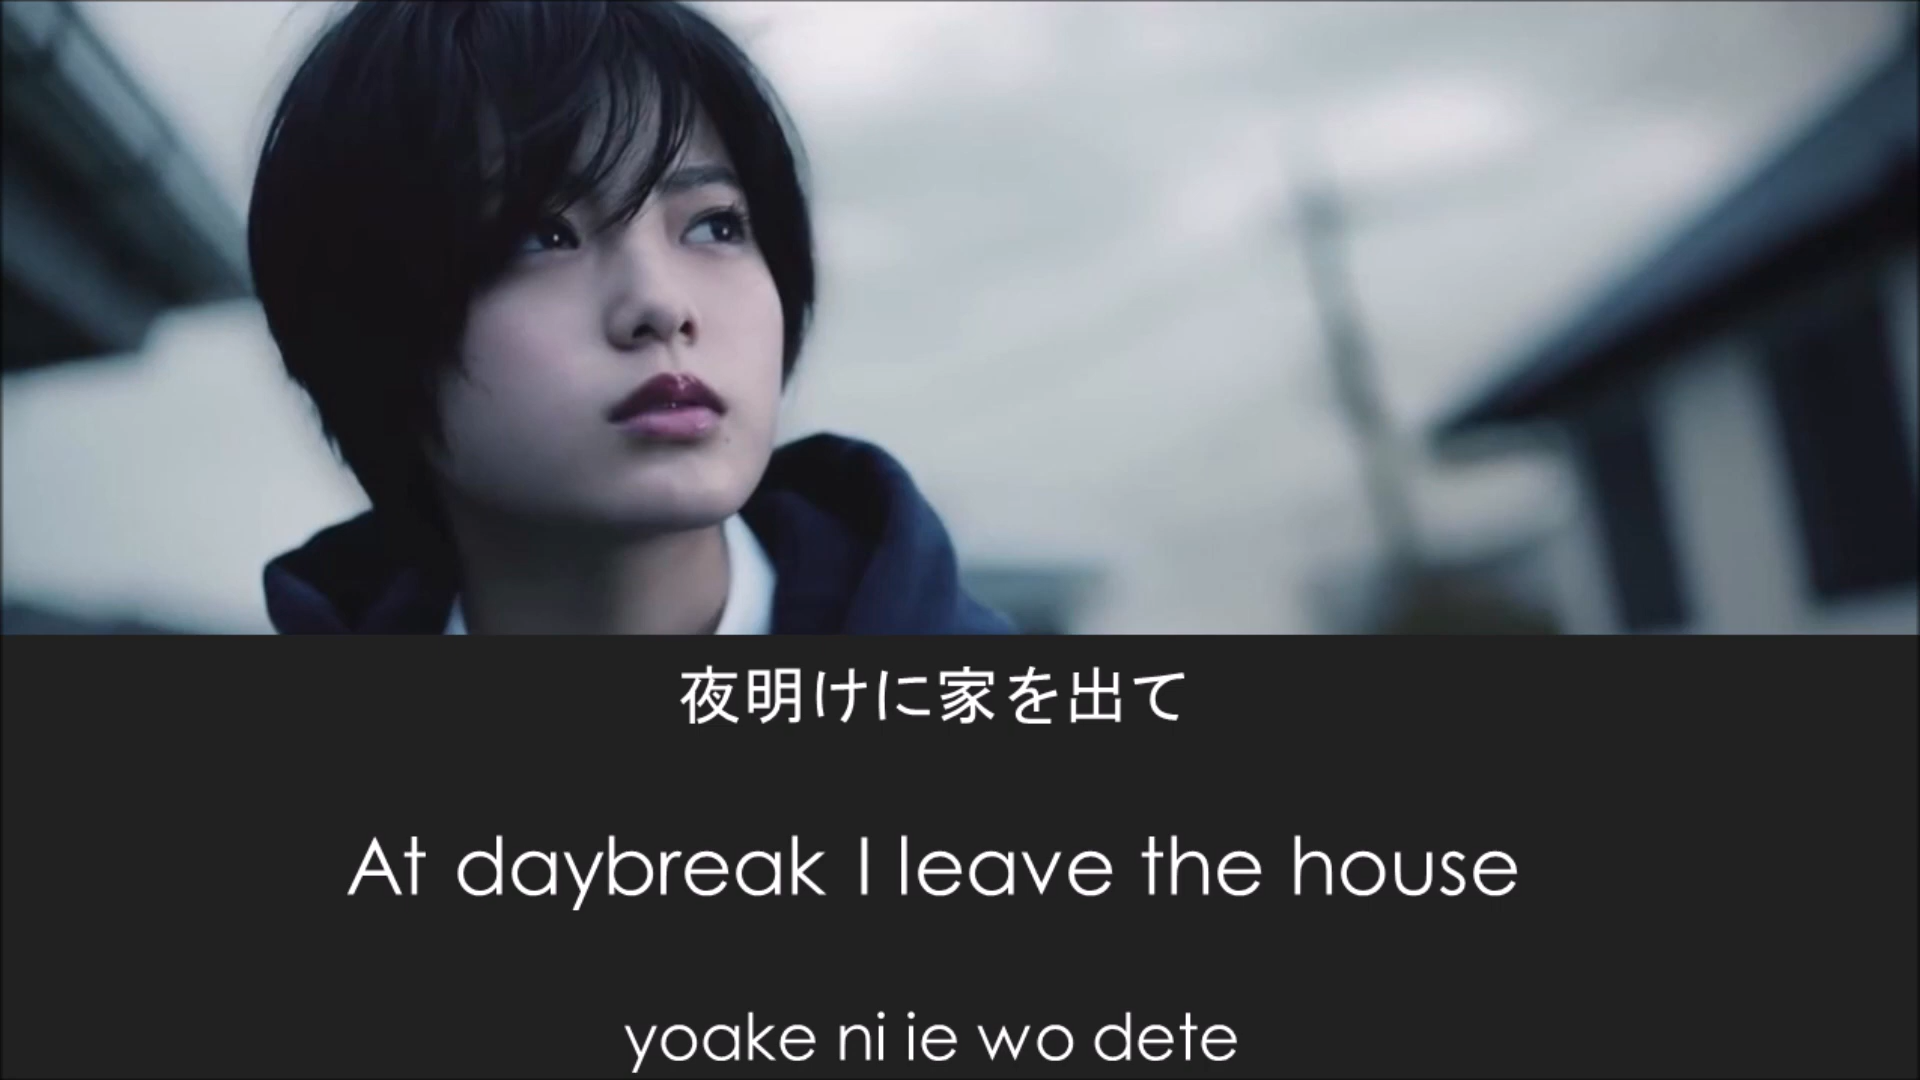 夜明けに家を出て
At daybreak I leave the house
yoake ni ie wo dete